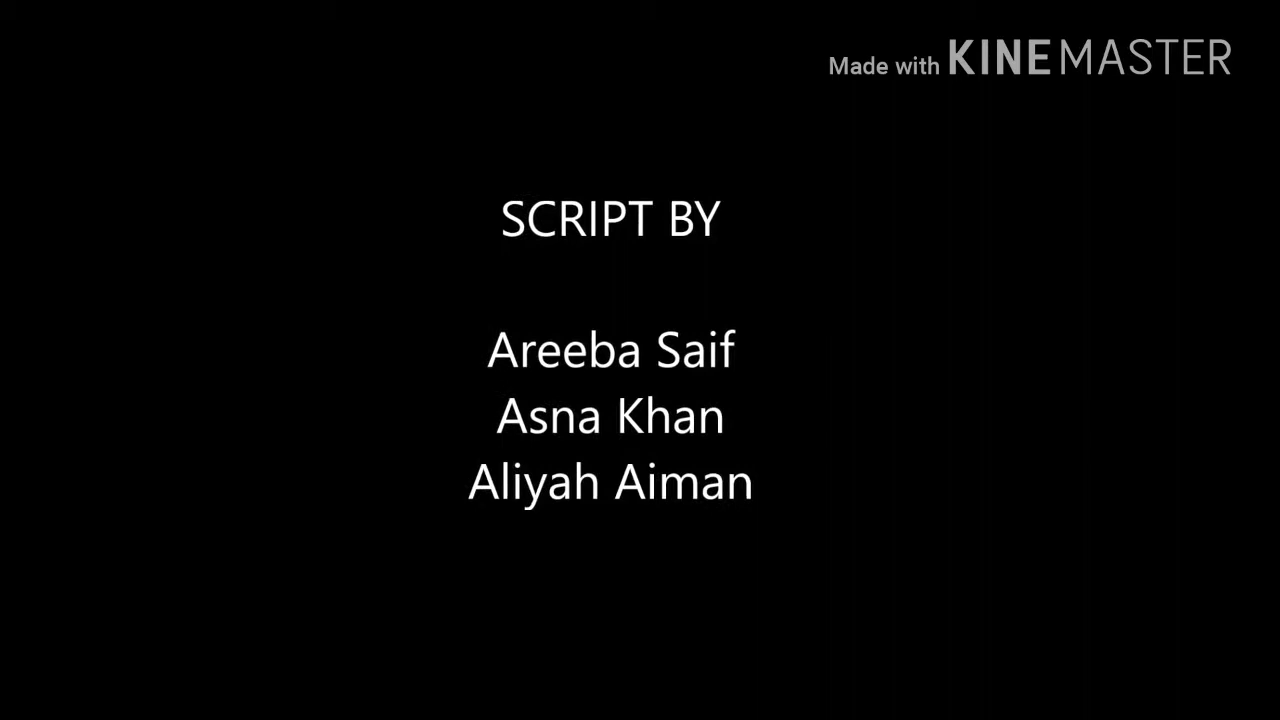 Made with KINEMASTER
SCRIPT BY
Areeba Saif
Asna Khan
Aliyah Aiman